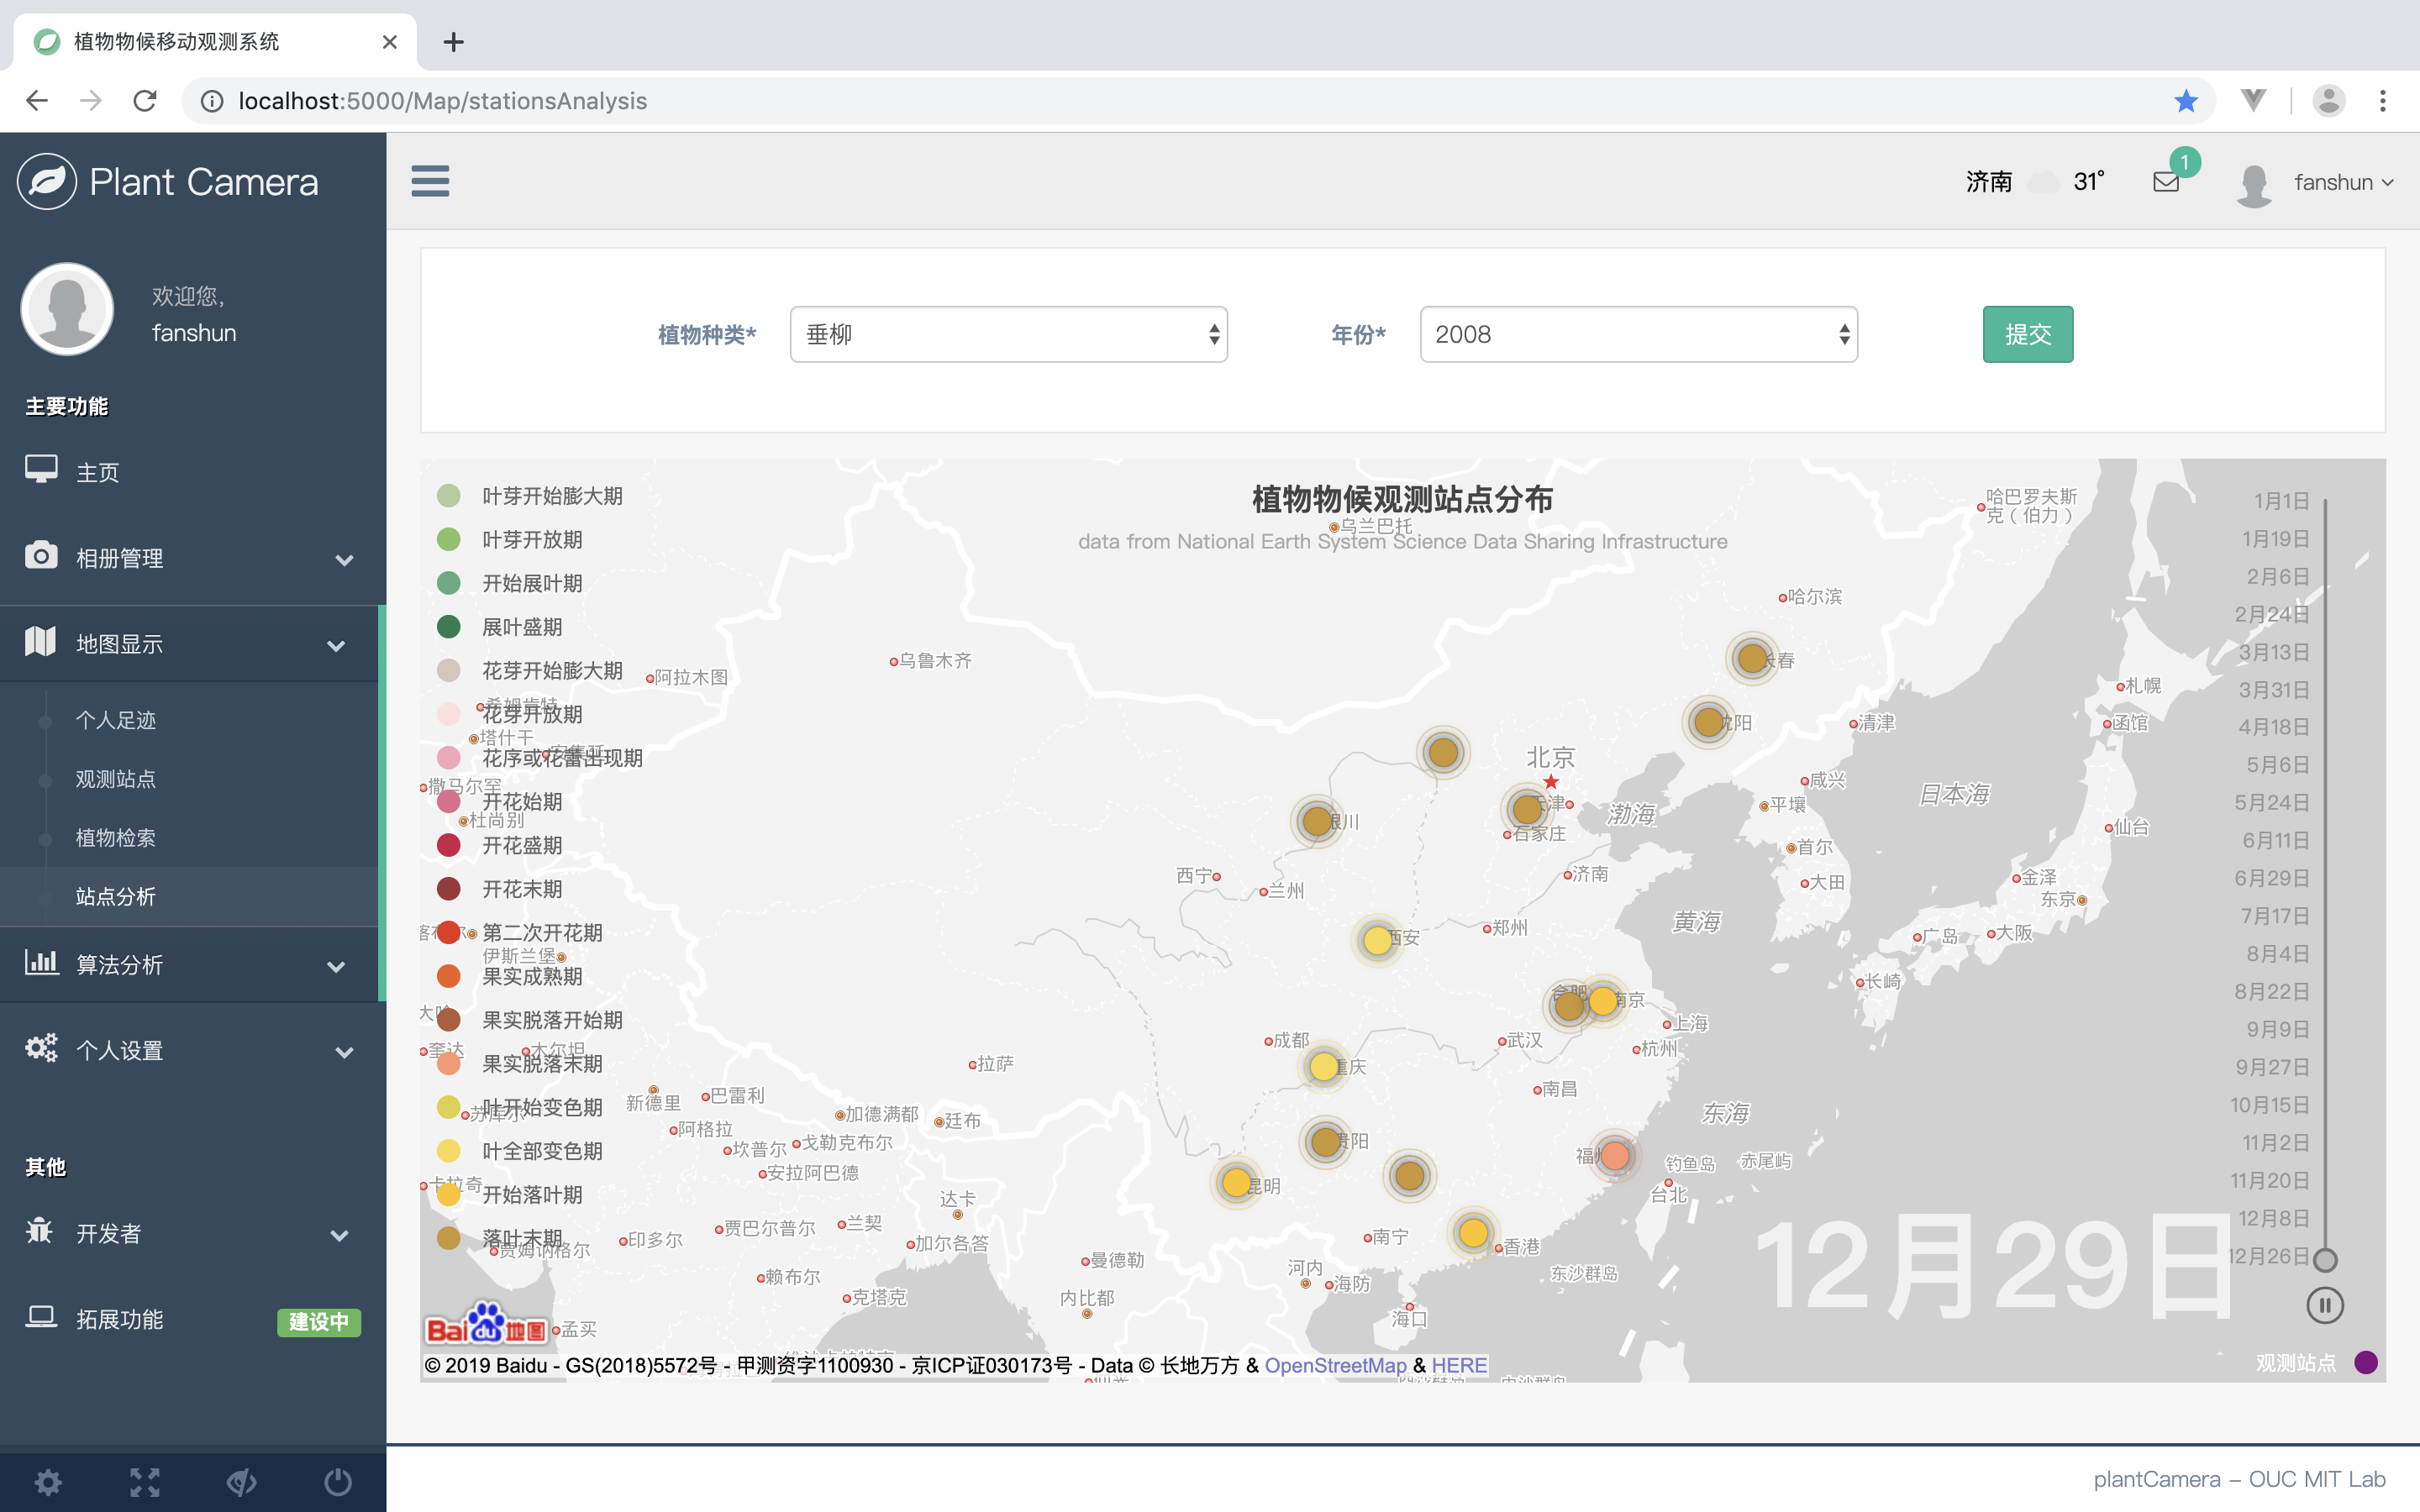 植物物候移动观测系统
localhost:5000/Map/stationsAnalysis
Plant Camera
济南 31°
1
fanshun
欢迎您,
fanshun
主要功能
主页
相册管理
地图显示
个人足迹
观测站点
植物检索
站点分析
算法分析
个人设置
其他
开发者
拓展功能
建设中
植物种类*
垂柳
年份*
2008
提交
植物物候观测站点分布
data from National Earth System Science Data Sharing Infrastructure
叶芽开始膨大期
叶芽开放期
开始展叶期
展叶盛期
花芽开始膨大期
花芽开放期
花序或花蕾出现期
开花始期
开花盛期
开花末期
第二次开花期
果实成熟期
果实脱落开始期
果实脱落末期
叶开始变色期
叶全部变色期
开始落叶期
落叶末期
1月1日
1月19日
2月6日
2月24日
3月13日
3月31日
4月18日
5月6日
5月24日
6月11日
6月29日
7月17日
8月4日
8月22日
9月9日
9月27日
10月15日
11月2日
11月20日
12月8日
12月26日
12月29日
观测站点
乌兰巴托
哈巴罗夫斯
克（伯力）
哈尔滨
乌鲁木齐
阿拉木图
希姆肯特
塔什干
撒马尔罕
杜尚别
伊斯兰堡
札幌
函馆
清津
咸兴
平壤
首尔
大田
日本海
仙台
金泽
东京
广岛
大阪
长崎
北京
石家庄
渤海
济南
黄海
西宁
兰州
郑州
西安
合肥
南京
上海
杭州
武汉
成都
重庆
拉萨
南昌
东海
钓鱼岛
赤尾屿
台北
昆明
南宁
香港
东沙群岛
河内
海防
海口
新德里
巴雷利
阿格拉
加德满都
廷布
坎普尔
戈勒克布尔
安拉阿巴德
达卡
卡拉奇
贾巴尔普尔
兰契
印多尔
加尔各答
曼德勒
赖布尔
克塔克
内比都
孟买
奎达
木尔坦
Bai du 地图
© 2019 Baidu - GS(2018)5572号 - 甲测资字1100930 - 京ICP证030173号 - Data © 长地万方 & OpenStreetMap & HERE
plantCamera – OUC MIT Lab